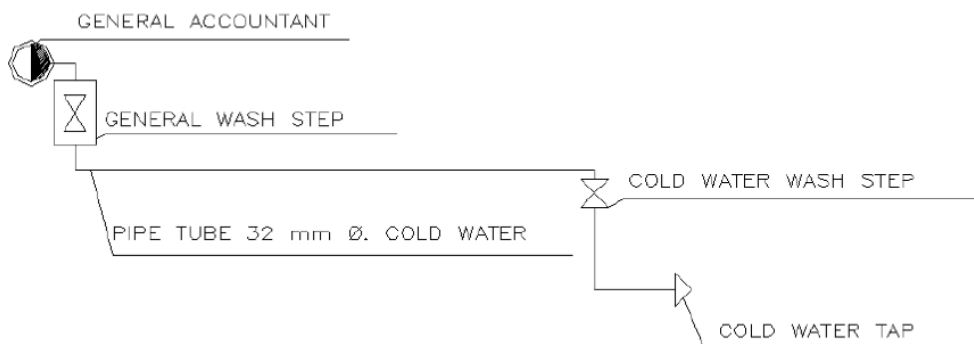 GENERAL ACCOUNTANT
GENERAL WASH STEP
COLD WATER WASH STEP
PIPE TUBE 32 mm Ø. COLD WATER
COLD WATER TAP